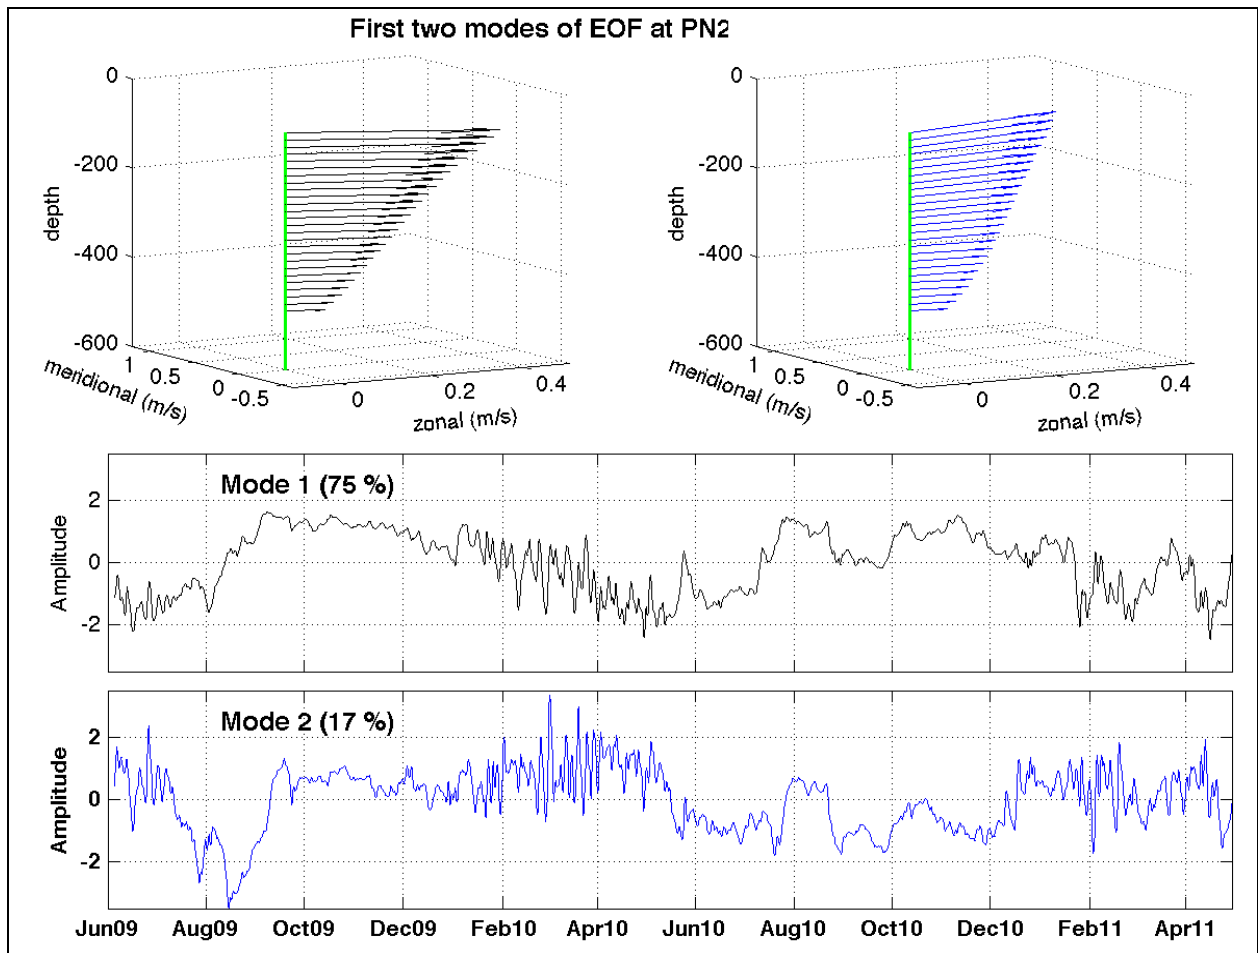 First two modes of EOF at PN2
0
-200
-400
-600
depth
1
0.5
0
-0.5
meridional (m/s)
0
0.2
0.4
zonal (m/s)
0
-200
-400
-600
depth
1
0.5
0
-0.5
meridional (m/s)
0
0.2
0.4
zonal (m/s)
Mode 1 (75 %)
2
0
-2
Amplitude
Mode 2 (17 %)
2
0
-2
Amplitude
Jun09 Aug09 Oct09 Dec09 Feb10 Apr10 Jun10 Aug10 Oct10 Dec10 Feb11 Apr11